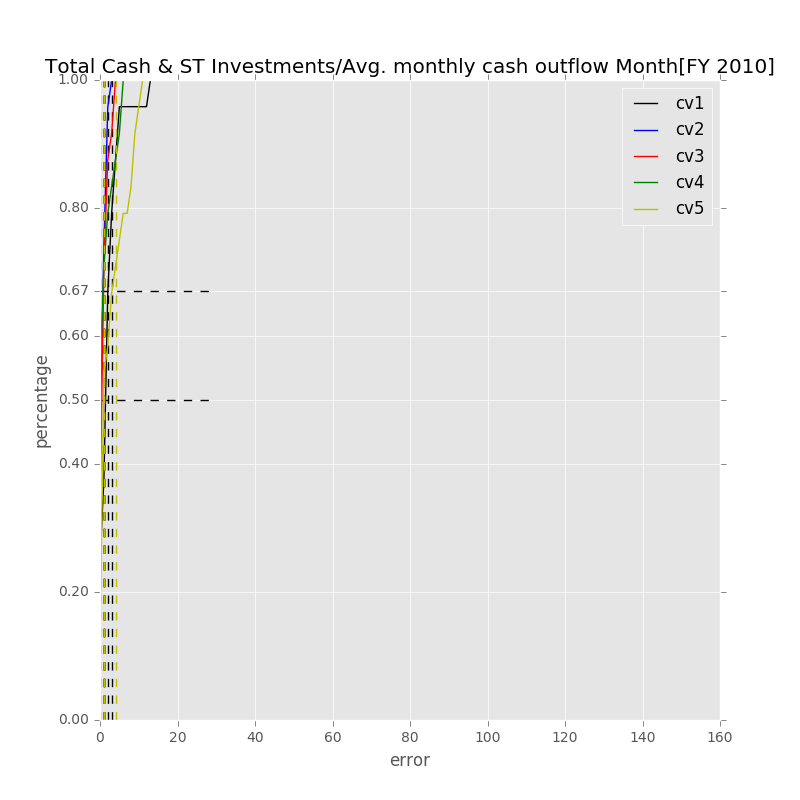 Total Cash & ST Investments/Avg. monthly cash outflow Month[FY 2010]
1.00
0.80
0.67
0.60
0.50
0.40
0.20
0.00
percentage
cv1
cv2
cv3
cv4
cv5
0 20 40 60 80 100 120 140 160
error